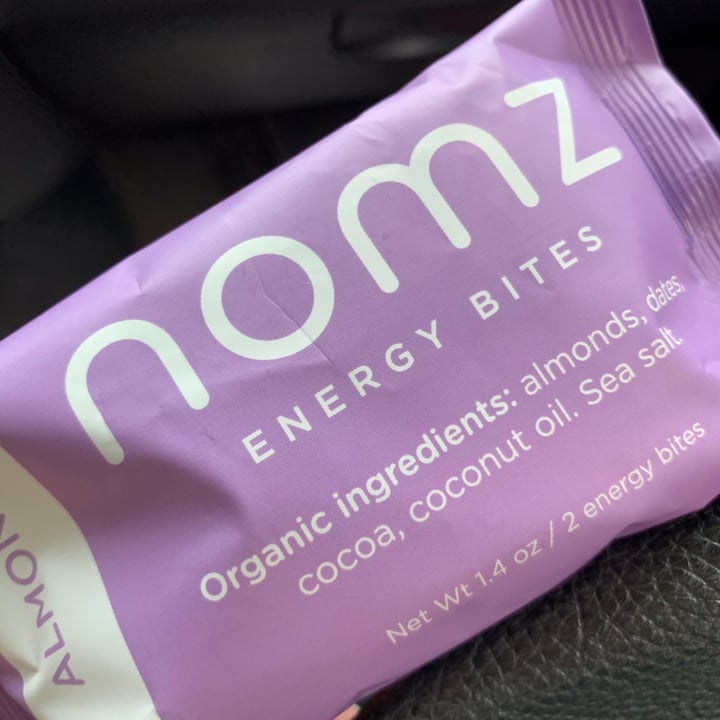 nomz
ENERGY BITES
Organic ingredients: almonds, dates,
cocoa, coconut oil. Sea salt.
Net Wt 1.4 oz / 2 energy bites
ALMON